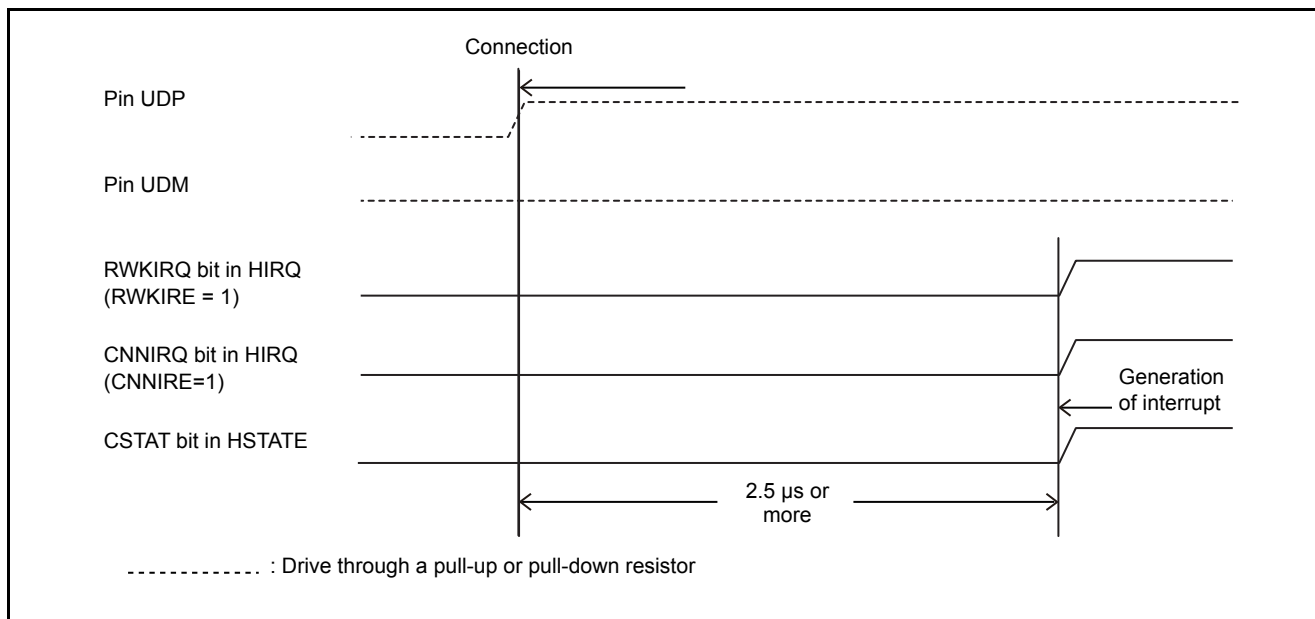 Connection
Pin UDP
Pin UDM
RWKIRQ bit in HIRQ
(RWKIRE = 1)
CNNIRQ bit in HIRQ
(CNNIRE=1)
Generation
of interrupt
CSTAT bit in HSTATE
2.5 µs or
more
: Drive through a pull-up or pull-down resistor